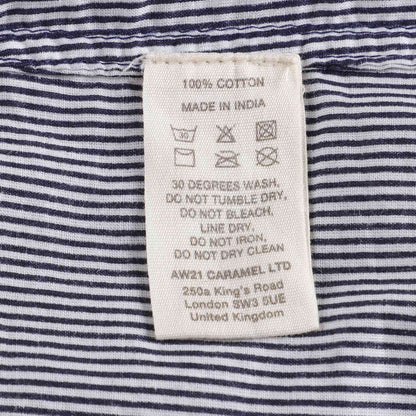 100% COTTON
MADE IN INDIA
30
30 DEGREES WASH,
DO NOT TUMBLE DRY,
DO NOT BLEACH,
LINE DRY,
DO NOT IRON,
DO NOT DRY CLEAN
AW21 CARAMEL LTD
250a King's Road
London SW3 5UE
United Kingdom